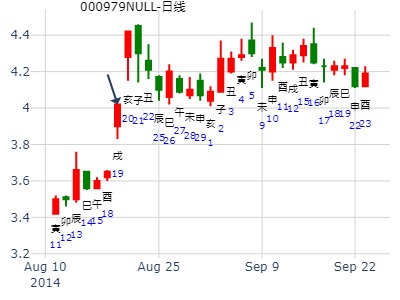 000979NULL-日线
4.4
4.2
4
3.8
3.6
3.4
3.2
寅
11
卯
12
辰
13
巳
14
午
15
酉
18
戌
19
亥
20
子
21
丑
22
辰
25
巳
26
午
27
未
28
申
29
亥
1
子
2
丑
3
寅
4
卯
5
未
9
申
10
酉
11
戌
12
丑
15
寅
16
卯
17
辰
18
巳
19
申
22
酉
23
Aug 10
2014
Aug 25
Sep 9
Sep 22